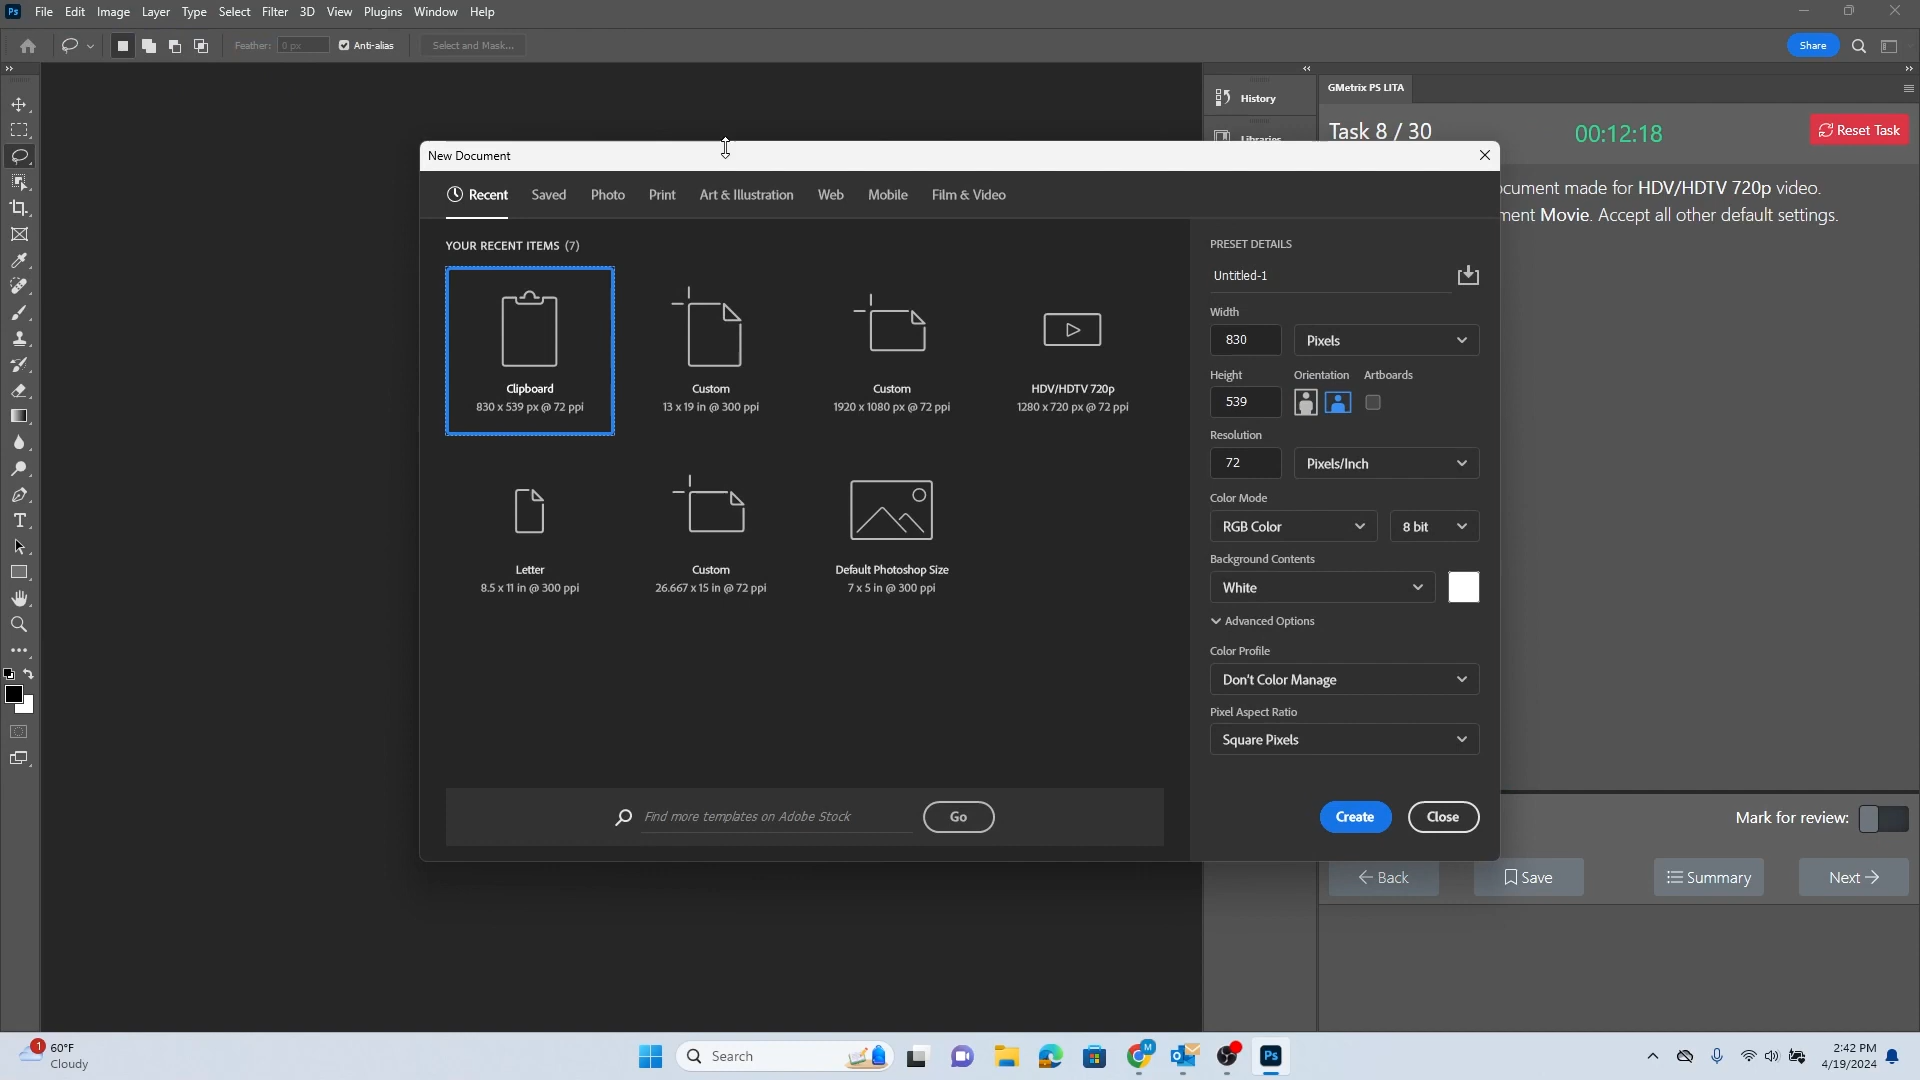 Ps File Edit Image Layer Type Select Filter 3D View Plugins Window Help
Feather: 0 px Anti-alias Select and Mask... Share
History
GMetrix PS LITA
Task 8 / 30 00:12:18 Reset Task
New Document
cument made for HDV/HDTV 720p video.
ment Movie. Accept all other default settings.
Recent Saved Photo Print Art & Illustration Web Mobile Film & Video
YOUR RECENT ITEMS (7)
Clipboard
830 x 539 px @ 72 ppi
Custom
13 x 19 in @ 300 ppi
Custom
1920 x 1080 px @ 72 ppi
HDV/HDTV 720p
1280 x 720 px @ 72 ppi
Letter
8.5 x 11 in @ 300 ppi
Custom
26.667 x 15 in @ 72 ppi
Default Photoshop Size
7 x 5 in @ 300 ppi
Find more templates on Adobe Stock Go
PRESET DETAILS
Untitled-1
Width
830 Pixels
Height Orientation Artboards
539
Resolution
72 Pixels/Inch
Color Mode
RGB Color 8 bit
Background Contents
White
Advanced Options
Color Profile
Don't Color Manage
Pixel Aspect Ratio
Square Pixels
Create Close
Mark for review:
Back Save Summary Next
1 60°F
Cloudy
Search
M
Ps
2:42 PM
4/19/2024